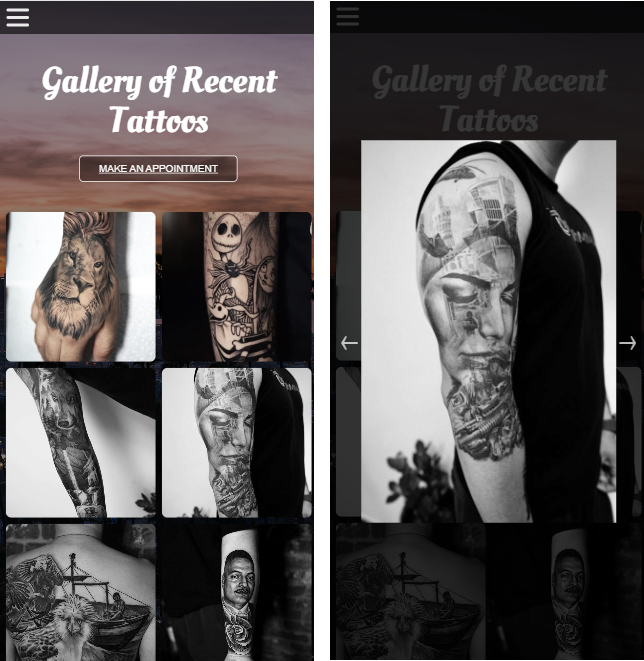 Gallery of Recent
Tattoos
MAKE AN APPOINTMENT
Gallery of Recent
Tattoos